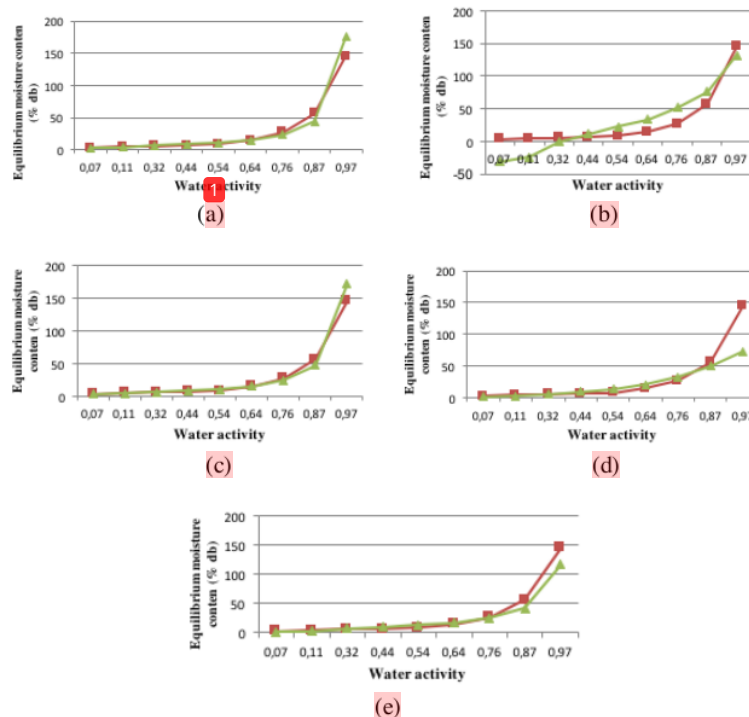 200
150
100
50
0
Equilibrium moisture conten
(% db)
0,07 0,11 0,32 0,44 0,54 0,64 0,76 0,87 0,97
Water activity
1
(a)
200
150
100
50
0
-50
Equilibrium moisture conten
(% db)
0,07 0,11 0,32 0,44 0,54 0,64 0,76 0,87 0,97
Water activity
(b)
200
150
100
50
0
Equilibrium moisture
conten (% db)
0,07 0,11 0,32 0,44 0,54 0,64 0,76 0,87 0,97
Water activity
(c)
200
150
100
50
0
Equilibrium moisture
conten (% db)
0,07 0,11 0,32 0,44 0,54 0,64 0,76 0,87 0,97
Water activity
(d)
200
150
100
50
0
Equilibrium moisture
conten (% db)
0,07 0,11 0,32 0,44 0,54 0,64 0,76 0,87 0,97
Water activity
(e)